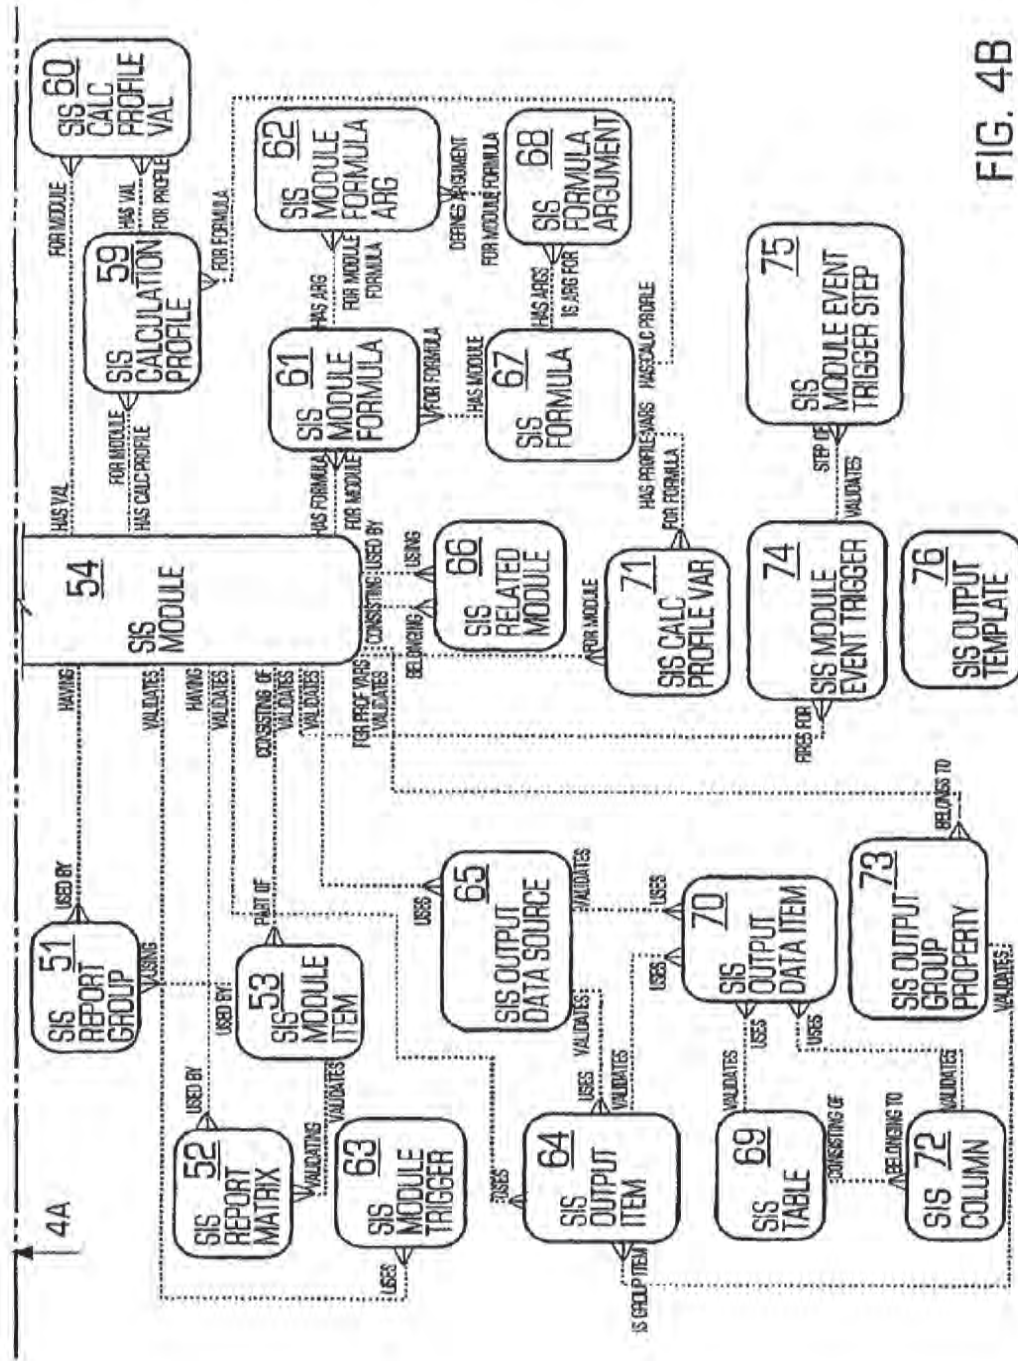 4A
SIS 51
REPORT
GROUP
USED BY
HAVING
USING
SIS 52
REPORT
MATRIX
USED BY
HAVING
USED BY
VALIDATING
SIS 53
MODULE
ITEM
PART OF
CONSISTING OF
VALIDATES
SIS 63
MODULE
TRIGGER
USES
VALIDATES
54
SIS
MODULE
VALIDATES
VALIDATES
VALIDATES
HAS VAL
FOR MODULE
SIS 60
CALC
PROFILE
VAL
HAS VAL
FOR PROFILE
SIS 59
CALCULATION
PROFILE
FOR MODULE
HAS CALC PROFILE
FOR FORMULA
SIS 61
MODULE
FORMULA
HAS FORMULA
FOR MODULE
HAS ARG
FOR MODULE
FORMULA
SIS 62
MODULE
FORMULA
ARG
DEFINES ARGUMENT
FOR MODULE FORMULA
SIS 68
FORMULA
ARGUMENT
HAS ARGS
IS ARG FOR
SIS 67
FORMULA
FOR FORMULA
HAS MODULE
HAS CALC PROFILE
HAS PROFILE VARS
FOR FORMULA
CONSISTING
USED BY
BELONGING
USING
SIS 66
RELATED
MODULE
FOR PROF VARS
VALIDATES
FOR MODULE
71
SIS CALC
PROFILE VAR
SIS OUTPUT 65
DATA SOURCE
USES
VALIDATES
VALIDATES
USES
SIS 64
OUTPUT
ITEM
USES
USES
VALIDATES
IS GROUP ITEM
USES
SIS 70
OUTPUT
DATA ITEM
SIS 69
TABLE
VALIDATES
USES
CONSISTING OF
BELONGING TO
SIS 72
COLUMN
VALIDATES
USES
73
SIS OUTPUT
GROUP
PROPERTY
BELONGS TO
VALIDATES
74
SIS MODULE
EVENT TRIGGER
FIRES FOR
STEP OF
VALIDATES
75
SIS
MODULE EVENT
TRIGGER STEP
76
SIS OUTPUT
TEMPLATE
FIG. 4B